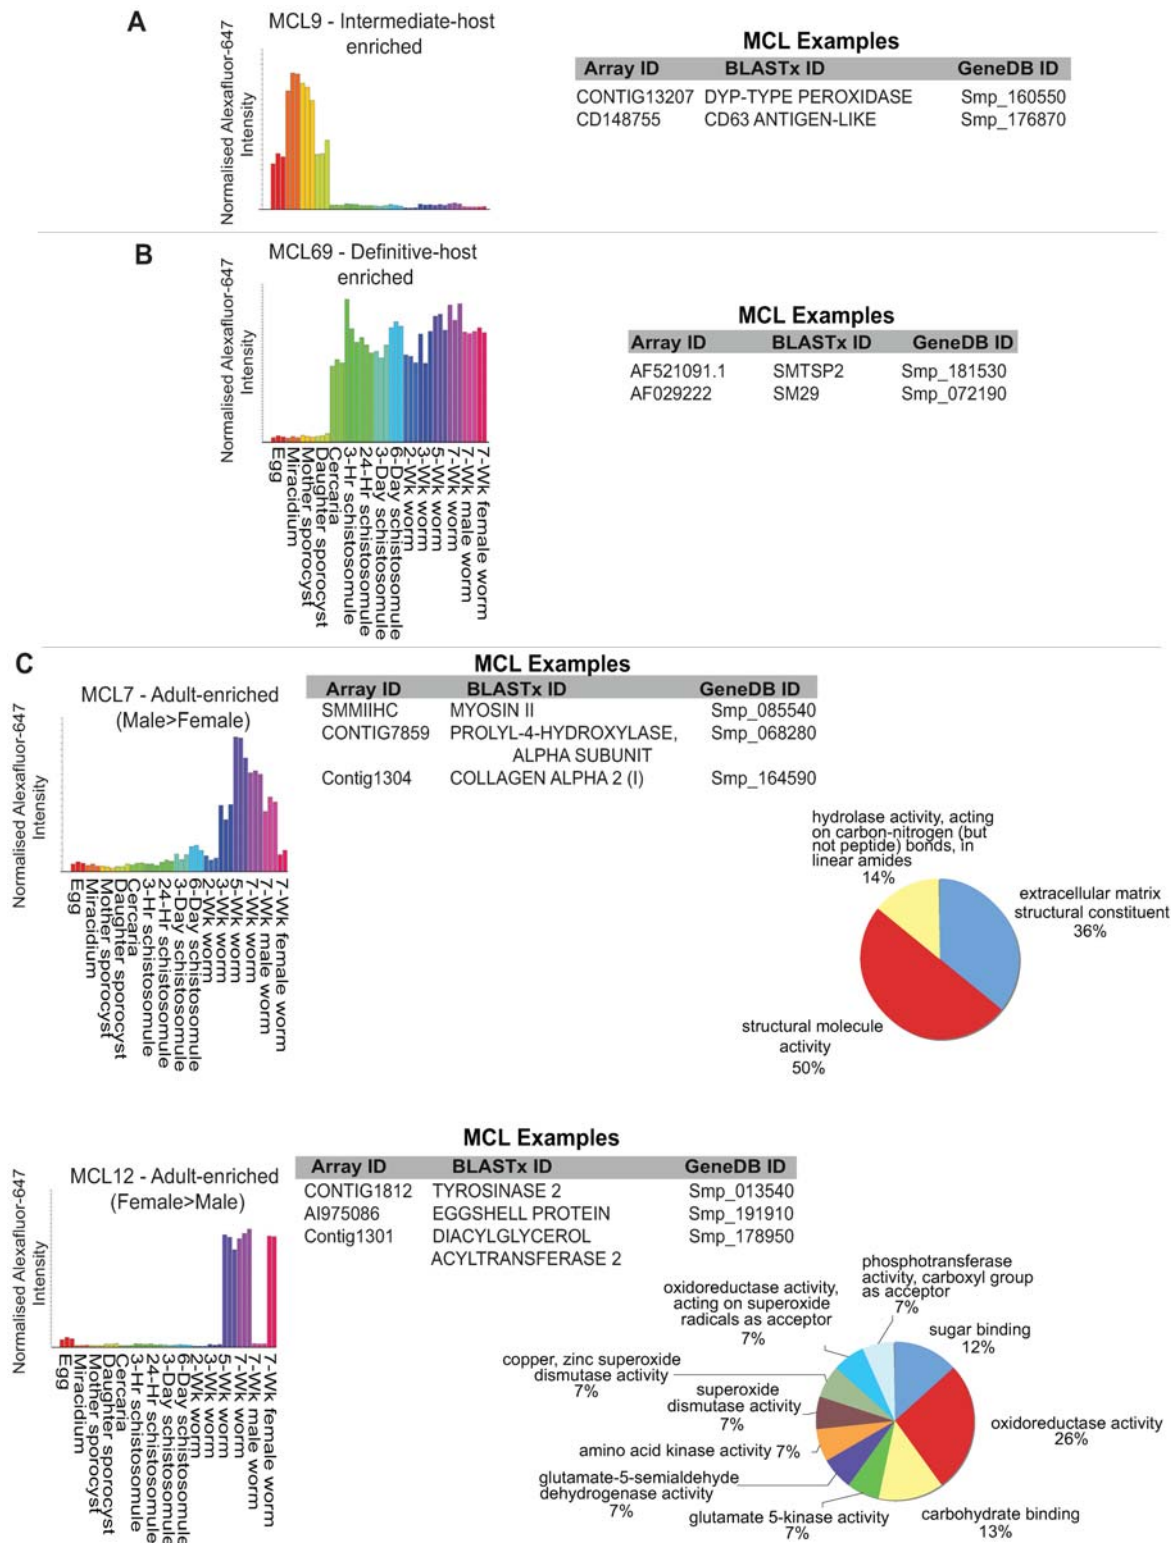 A
MCL9 - Intermediate-host
enriched
Normalised Alexafluor-647
Intensity
MCL Examples
Array ID BLASTx ID GeneDB ID
CONTIG13207 DYP-TYPE PEROXIDASE Smp_160550
CD148755 CD63 ANTIGEN-LIKE Smp_176870
B
MCL69 - Definitive-host
enriched
Normalised Alexafluor-647
Intensity
Egg
Miracidium
Mother sporocyst
Daughter sporocyst
Cercaria
3-Hr schistosomule
24-Hr schistosomule
3-Day schistosomule
6-Day schistosomule
2-Wk worm
3-Wk worm
5-Wk worm
7-Wk worm
7-Wk male worm
7-Wk female worm
MCL Examples
Array ID BLASTx ID GeneDB ID
AF521091.1 SMTSP2 Smp_181530
AF029222 SM29 Smp_072190
C
MCL7 - Adult-enriched
(Male>Female)
Normalised Alexafluor-647
Intensity
Egg
Miracidium
Mother sporocyst
Daughter sporocyst
Cercaria
3-Hr schistosomule
24-Hr schistosomule
3-Day schistosomule
6-Day schistosomule
2-Wk worm
3-Wk worm
5-Wk worm
7-Wk worm
7-Wk male worm
7-Wk female worm
MCL Examples
Array ID BLASTx ID GeneDB ID
SMMIIHC MYOSIN II Smp_085540
CONTIG7859 PROLYL-4-HYDROXYLASE, Smp_068280
ALPHA SUBUNIT
Contig1304 COLLAGEN ALPHA 2 (I) Smp_164590
hydrolase activity, acting
on carbon-nitrogen (but
not peptide) bonds, in
linear amides
14%
extracellular matrix
structural constituent
36%
structural molecule
activity
50%
MCL12 - Adult-enriched
(Female>Male)
Normalised Alexafluor-647
Intensity
Egg
Miracidium
Mother sporocyst
Daughter sporocyst
Cercaria
3-Hr schistosomule
24-Hr schistosomule
3-Day schistosomule
6-Day schistosomule
2-Wk worm
3-Wk worm
5-Wk worm
7-Wk worm
7-Wk male worm
7-Wk female worm
MCL Examples
Array ID BLASTx ID GeneDB ID
CONTIG1812 TYROSINASE 2 Smp_013540
AI975086 EGGSHELL PROTEIN Smp_191910
Contig1301 DIACYLGLYCEROL Smp_178950
ACYLTRANSFERASE 2
phosphotransferase
activity, carboxyl group
as acceptor
7%
oxidoreductase activity,
acting on superoxide
radicals as acceptor
7%
sugar binding
12%
copper, zinc superoxide
dismutase activity
7%
superoxide
dismutase activity
7%
oxidoreductase activity
26%
amino acid kinase activity 7%
glutamate-5-semialdehyde
dehydrogenase activity
7%
glutamate 5-kinase activity
7%
carbohydrate binding
13%